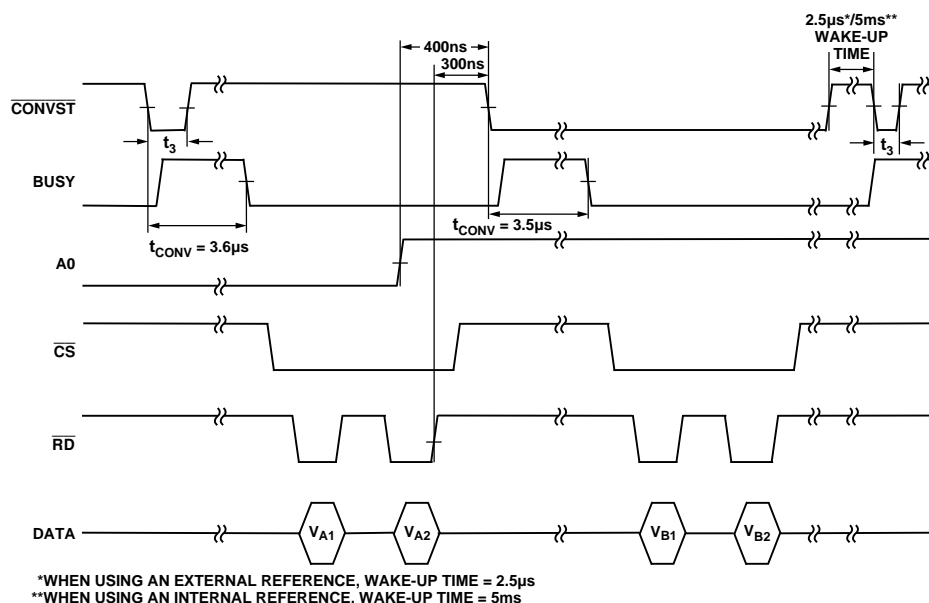 2.5µs*/5ms**
WAKE-UP
TIME
400ns
300ns
CONVST
t3
t3
BUSY
tCONV = 3.6µs
tCONV = 3.5µs
A0
CS
RD
DATA
VA1
VA2
VB1
VB2
*WHEN USING AN EXTERNAL REFERENCE, WAKE-UP TIME = 2.5µs
**WHEN USING AN INTERNAL REFERENCE, WAKE-UP TIME = 5ms